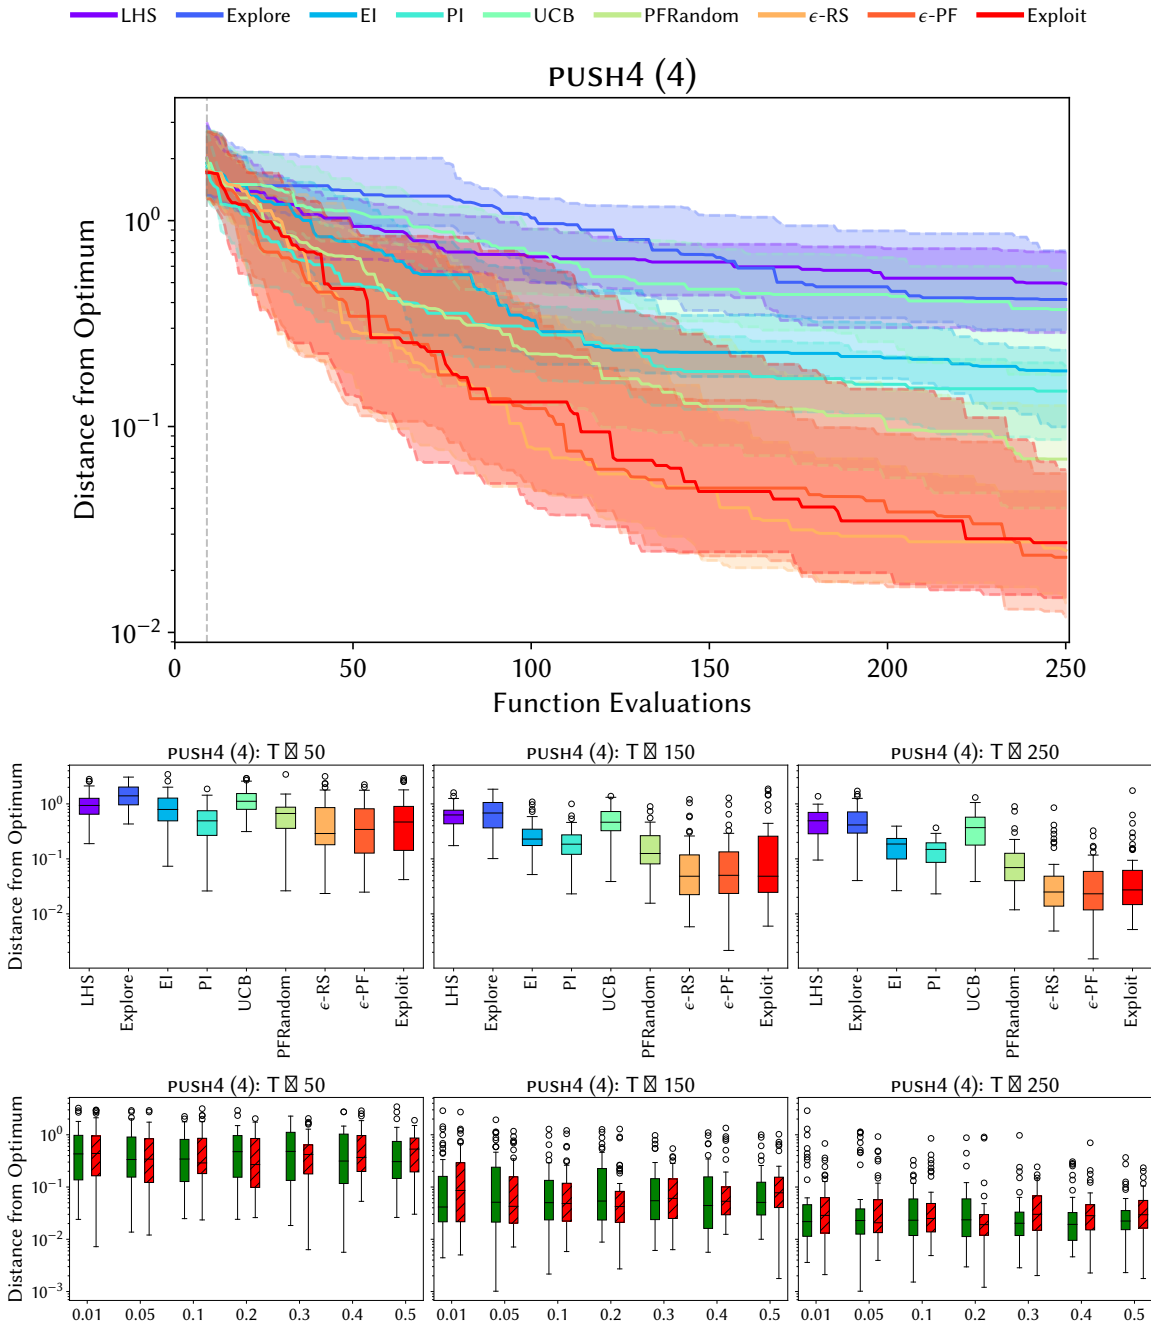 LHS Explore EI PI UCB PFRandom ϵ-RS ϵ-PF Exploit
PUSH4 (4)
Distance from Optimum
10⁰
10⁻¹
10⁻²
0 50 100 150 200 250
Function Evaluations
PUSH4 (4): T ☒ 50 PUSH4 (4): T ☒ 150 PUSH4 (4): T ☒ 250
Distance from Optimum
10⁰
10⁻¹
10⁻²
LHS Explore EI PI UCB PFRandom ϵ-RS ϵ-PF Exploit LHS Explore EI PI UCB PFRandom ϵ-RS ϵ-PF Exploit LHS Explore EI PI UCB PFRandom ϵ-RS ϵ-PF Exploit
PUSH4 (4): T ☒ 50 PUSH4 (4): T ☒ 150 PUSH4 (4): T ☒ 250
Distance from Optimum
10⁰
10⁻¹
10⁻²
10⁻³
0.01 0.05 0.1 0.2 0.3 0.4 0.5 0.01 0.05 0.1 0.2 0.3 0.4 0.5 0.01 0.05 0.1 0.2 0.3 0.4 0.5